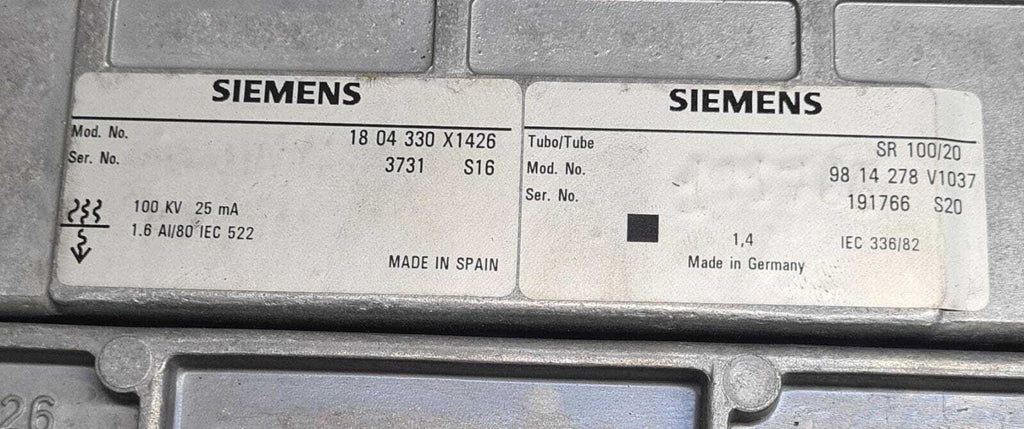 SIEMENS
Mod. No. 18 04 330 X1426
Ser. No. 3731 S16
100 KV 25 mA
1.6 Al/80 IEC 522
MADE IN SPAIN
SIEMENS
Tubo/Tube SR 100/20
Mod. No. 98 14 278 V1037
Ser. No. 191766 S20
1,4 IEC 336/82
Made in Germany
26